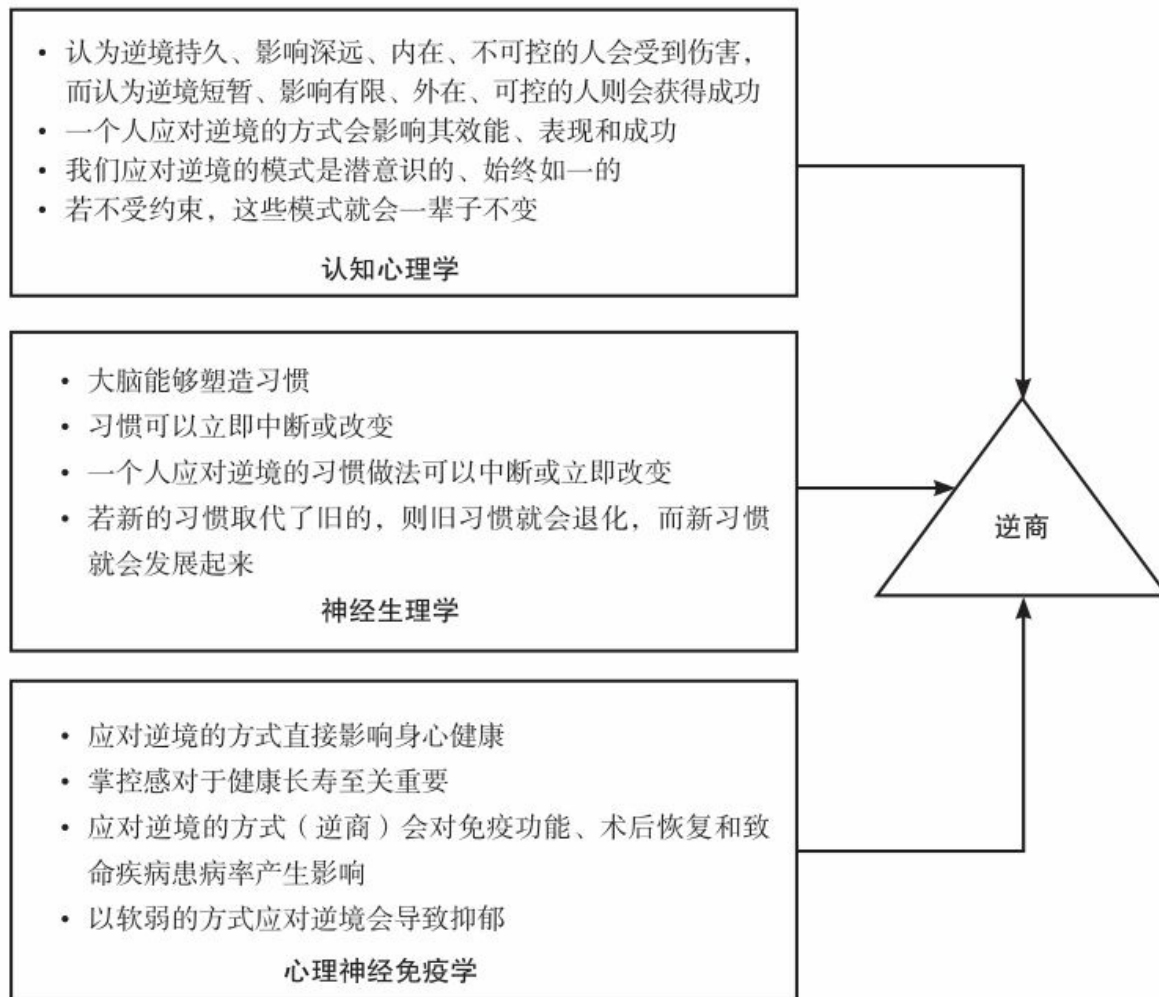 • 认为逆境持久、影响深远、内在、不可控的人会受到伤害，
而认为逆境短暂、影响有限、外在、可控的人则会获得成功
• 一个人应对逆境的方式会影响其效能、表现和成功
• 我们应对逆境的模式是潜意识的、始终如一的
• 若不受约束，这些模式就会一辈子不变
认知心理学
• 大脑能够塑造习惯
• 习惯可以立即中断或改变
• 一个人应对逆境的习惯做法可以中断或立即改变
• 若新的习惯取代了旧的，则旧习惯就会退化，而新习惯
就会发展起来
神经生理学
逆商
• 应对逆境的方式直接影响身心健康
• 掌控感对于健康长寿至关重要
• 应对逆境的方式（逆商）会对免疫功能、术后恢复和致
命疾病患病率产生影响
• 以软弱的方式应对逆境会导致抑郁
心理神经免疫学